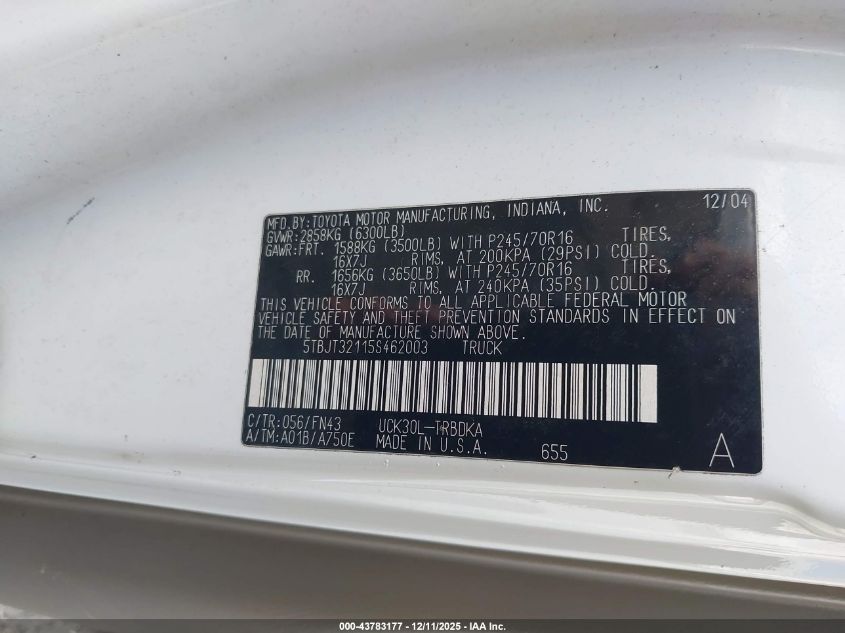 MFD.BY:TOYOTA MOTOR MANUFACTURING, INDIANA, INC. 12/04
GVWR:2858KG (6300LB)
GAWR:FRT. 1588KG (3500LB) WITH P245/70R16 TIRES,
16X7J RIMS, AT 200KPA (29PSI) COLD.
RR. 1656KG (3650LB) WITH P245/70R16 TIRES,
16X7J RIMS, AT 240KPA (35PSI) COLD.
THIS VEHICLE CONFORMS TO ALL APPLICABLE FEDERAL MOTOR
VEHICLE SAFETY AND THEFT PREVENTION STANDARDS IN EFFECT ON
THE DATE OF MANUFACTURE SHOWN ABOVE.
5TBJT32115S462003 TRUCK
C/TR:056/FN43 UCK30L-TRBDKA
A/TM:A01B/A750E MADE IN U.S.A. 655 A
000-43783177 - 12/11/2025 - IAA Inc.